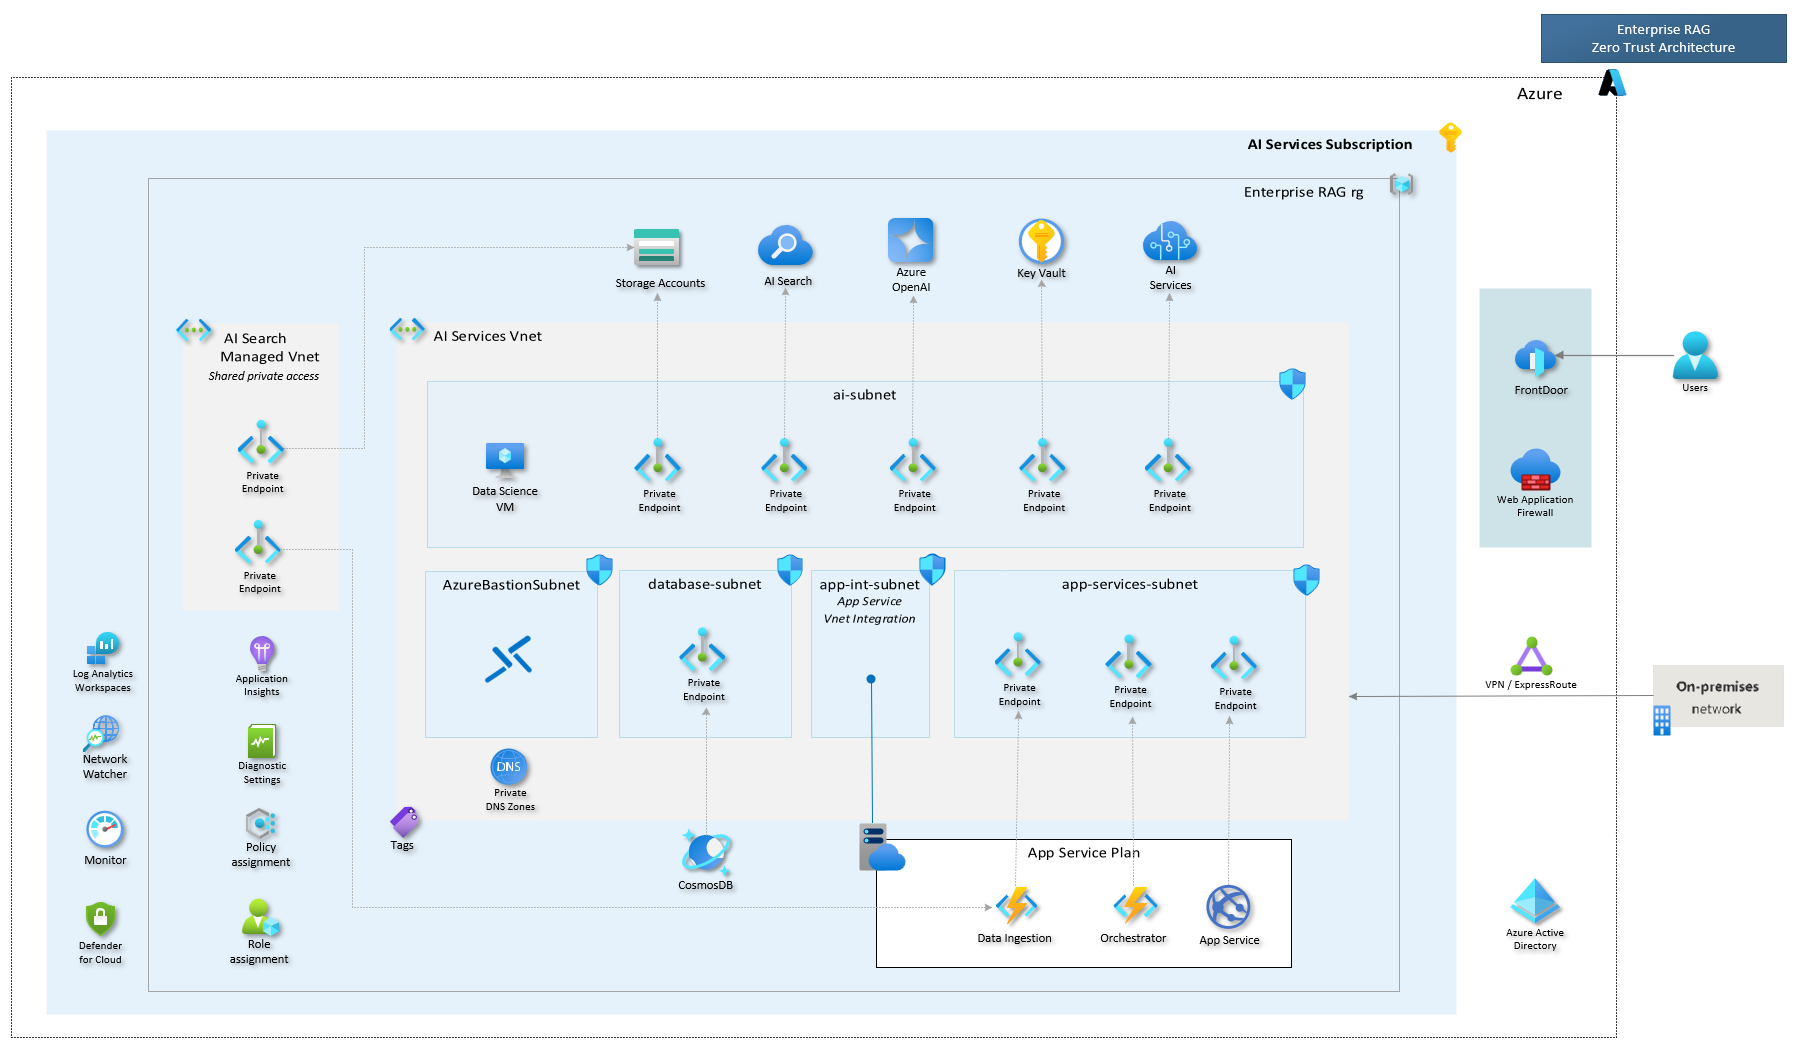 Enterprise RAG
Zero Trust Architecture
Azure
AI Services Subscription
Enterprise RAG rg
Storage Accounts
AI Search
Azure
OpenAI
Key Vault
AI
Services
AI Search
Managed Vnet
Shared private access
Private
Endpoint
Private
Endpoint
AI Services Vnet
ai-subnet
Data Science
VM
Private
Endpoint
Private
Endpoint
Private
Endpoint
Private
Endpoint
Private
Endpoint
AzureBastionSubnet
database-subnet
Private
Endpoint
app-int-subnet
App Service
Vnet Integration
app-services-subnet
Private
Endpoint
Private
Endpoint
Private
Endpoint
DNS
Private
DNS Zones
Tags
CosmosDB
App Service Plan
Data Ingestion
Orchestrator
App Service
Log Analytics
Workspaces
Application
Insights
Network
Watcher
Diagnostic
Settings
Monitor
Policy
assignment
Defender
for Cloud
Role
assignment
FrontDoor
Web Application
Firewall
Users
VPN / ExpressRoute
On-premises
network
Azure Active
Directory